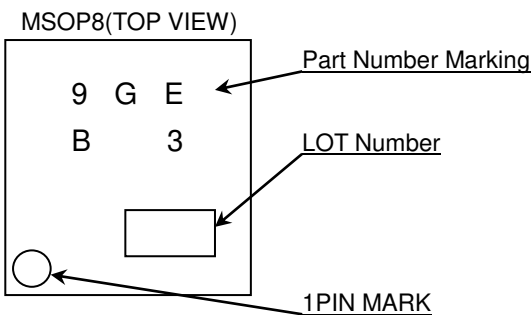 MSOP8(TOP VIEW)
Part Number Marking
9 G E
B 3
LOT Number
1PIN MARK